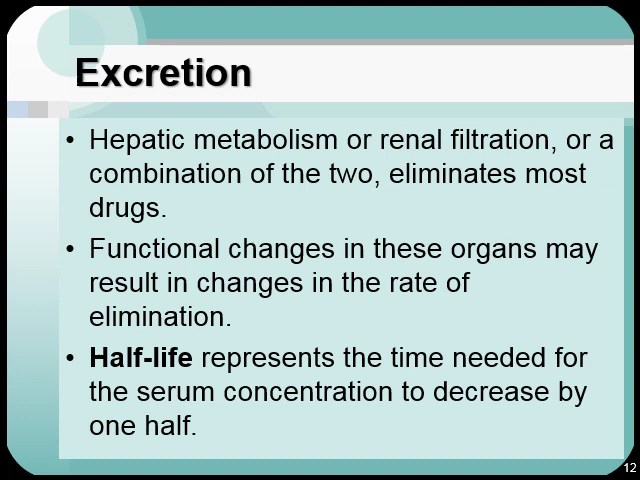 Excretion
• Hepatic metabolism or renal filtration, or a
combination of the two, eliminates most
drugs.
• Functional changes in these organs may
result in changes in the rate of
elimination.
• Half-life represents the time needed for
the serum concentration to decrease by
one half.
12